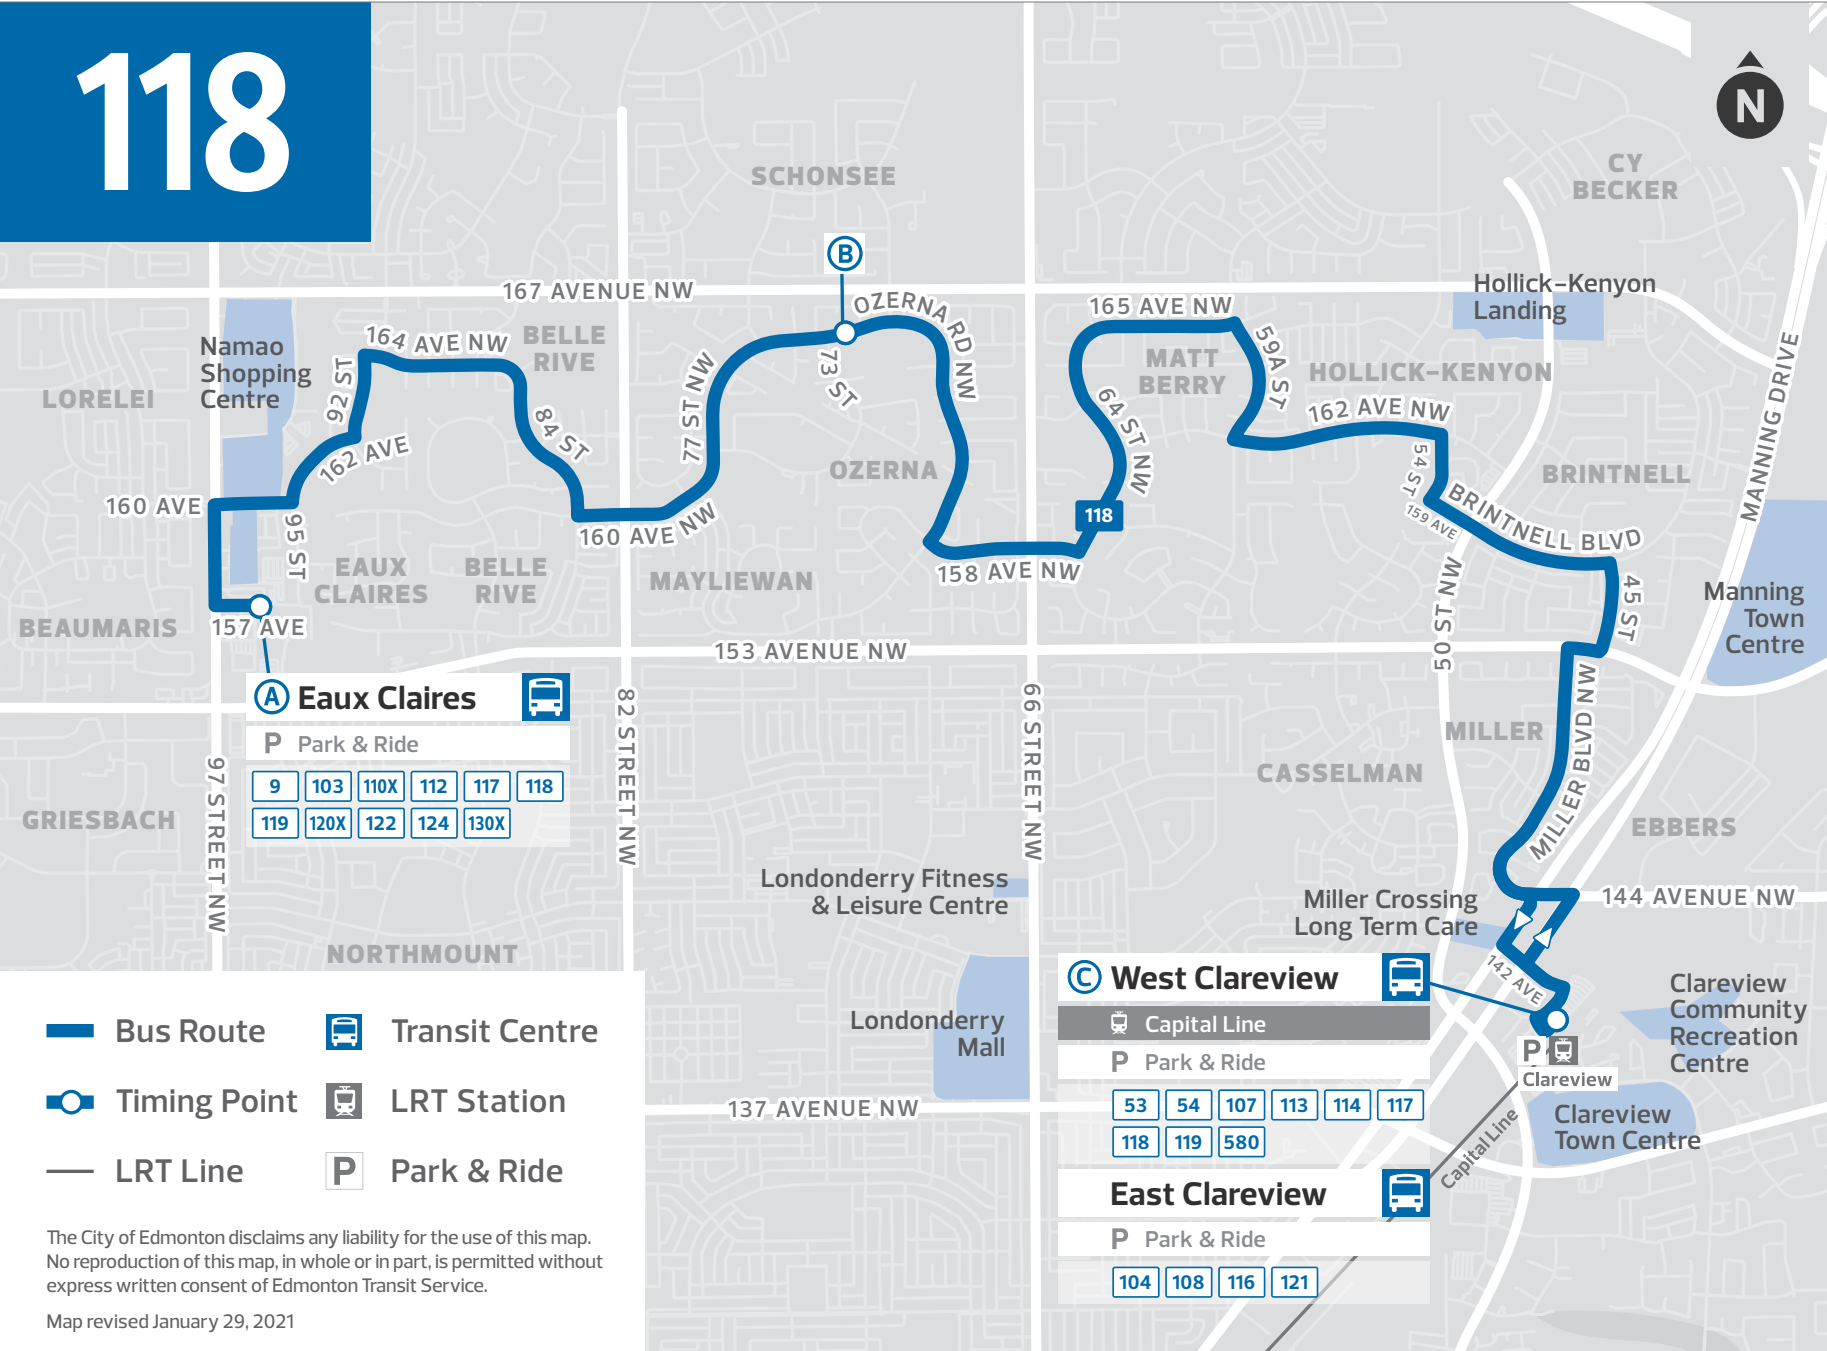 118
N
SCHONSEE
CY
BECKER
B
167 AVENUE NW
OZERNA RD NW
165 AVE NW
Hollick-Kenyon
Landing
Namao
Shopping
Centre
164 AVE NW
BELLE
RIVE
92 ST
LORELEI
162 AVE
84 ST
77 ST NW
73 ST
OZERNA
64 ST NW
MATT
BERRY
59A ST
HOLLICK-KENYON
162 AVE NW
54 ST
159 AVE
BRINTNELL BLVD
BRINTNELL
MANNING DRIVE
160 AVE
95 ST
EAUX
CLAIRES
BELLE
RIVE
160 AVE NW
MAYLIEWAN
158 AVE NW
118
45 ST
50 ST NW
Manning
Town
Centre
BEAUMARIS
157 AVE
153 AVENUE NW
A Eaux Claires
P Park & Ride
9 103 110X 112 117 118
119 120X 122 124 130X
97 STREET NW
82 STREET NW
66 STREET NW
GRIESBACH
NORTHMOUNT
MILLER
CASSELMAN
MILLER BLVD NW
EBBERS
Londonderry Fitness
& Leisure Centre
Miller Crossing
Long Term Care
144 AVENUE NW
142 AVE
Londonderry
Mall
137 AVENUE NW
C West Clareview
Capital Line
P Park & Ride
53 54 107 113 114 117
118 119 580
East Clareview
P Park & Ride
104 108 116 121
Clareview
Community
Recreation
Centre
P
Clareview
Clareview
Town Centre
Capital Line
Bus Route
Transit Centre
Timing Point
LRT Station
LRT Line
P Park & Ride
The City of Edmonton disclaims any liability for the use of this map.
No reproduction of this map, in whole or in part, is permitted without
express written consent of Edmonton Transit Service.
Map revised January 29, 2021